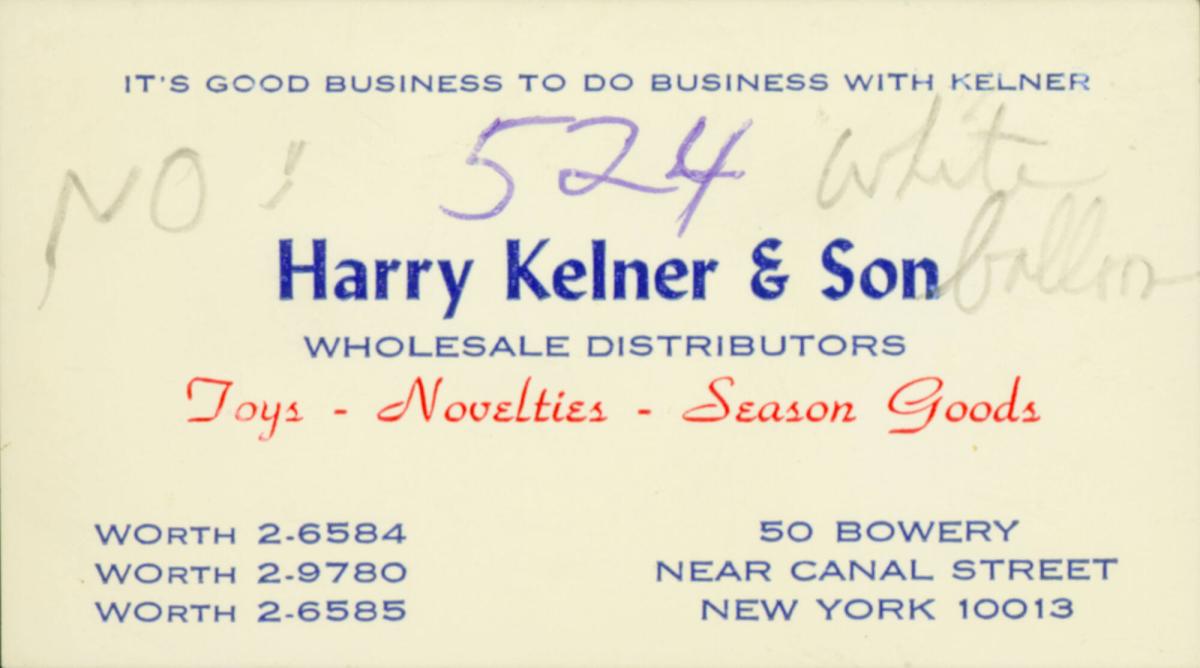 IT'S GOOD BUSINESS TO DO BUSINESS WITH KELNER
NO! 524 white
balloon
Harry Kelner & Son
WHOLESALE DISTRIBUTORS
Toys - Novelties - Season Goods
WORTH 2-6584
WORTH 2-9780
WORTH 2-6585
50 BOWERY
NEAR CANAL STREET
NEW YORK 10013